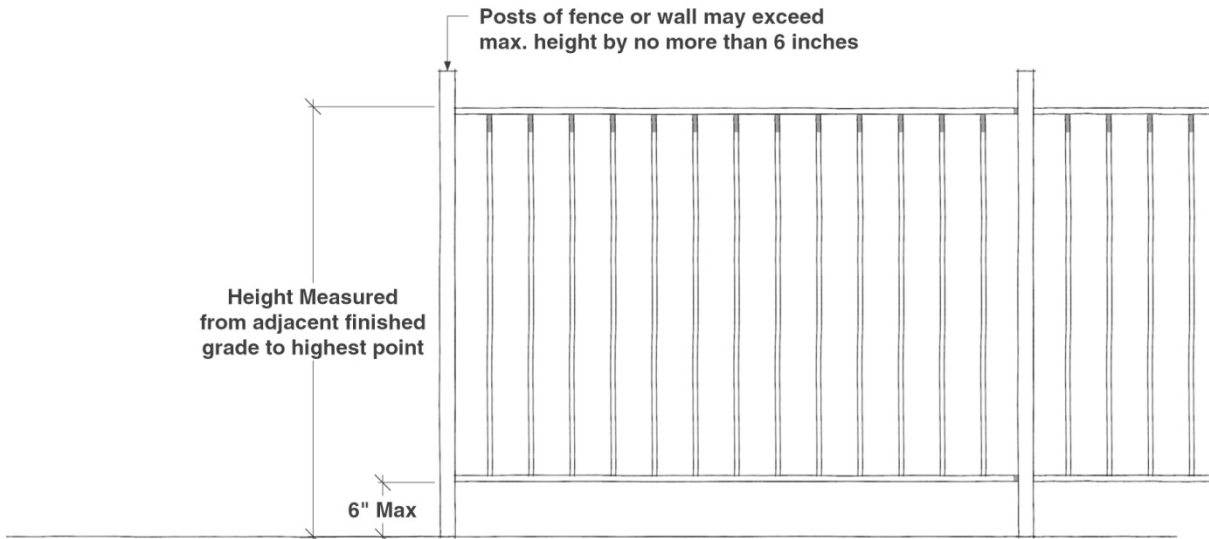 Posts of fence or wall may exceed
max. height by no more than 6 inches
Height Measured
from adjacent finished
grade to highest point
6" Max